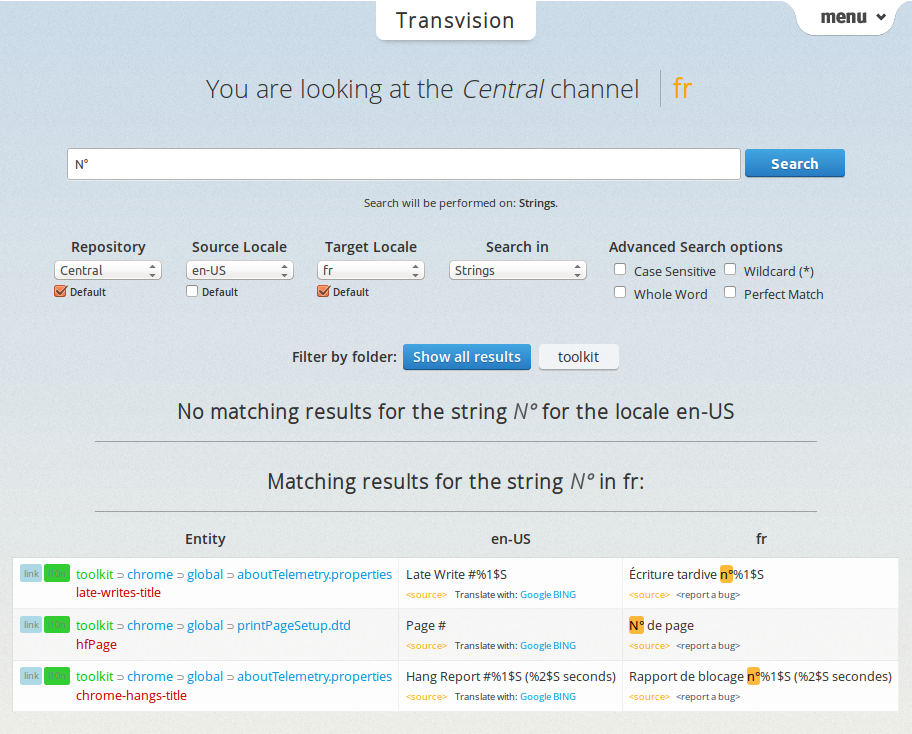 Transvision
menu
You are looking at the Central channel fr
N°
Search
Search will be performed on: Strings.
Repository Source Locale Target Locale Search in Advanced Search options
Central en-US fr Strings Case Sensitive Wildcard (*)
Default Default Default Whole Word Perfect Match
Filter by folder: Show all results toolkit
No matching results for the string N° for the locale en-US
Matching results for the string N° in fr:
Entity en-US fr
link toolkit ⊃ chrome ⊃ global ⊃ aboutTelemetry.properties Late Write #%1$S Écriture tardive n°%1$S
late-writes-title <source> Translate with: Google BING <source> <report a bug>
link toolkit ⊃ chrome ⊃ global ⊃ printPageSetup.dtd Page # N° de page
hfPage <source> Translate with: Google BING <source> <report a bug>
link toolkit ⊃ chrome ⊃ global ⊃ aboutTelemetry.properties Hang Report #%1$S (%2$S seconds) Rapport de blocage n°%1$S (%2$S secondes)
chrome-hangs-title <source> Translate with: Google BING <source> <report a bug>